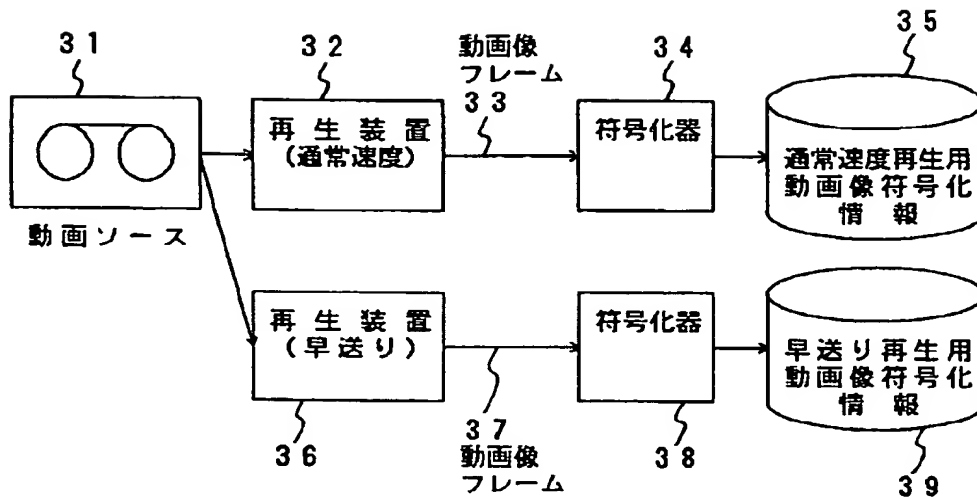 31
動画ソース
32
再生装置
(通常速度)
動画像
フレーム
33
34
符号化器
35
通常速度再生用
動画像符号化
情報
再生装置
(早送り)
36
37
動画像
フレーム
符号化器
38
早送り再生用
動画像符号化
情報
39